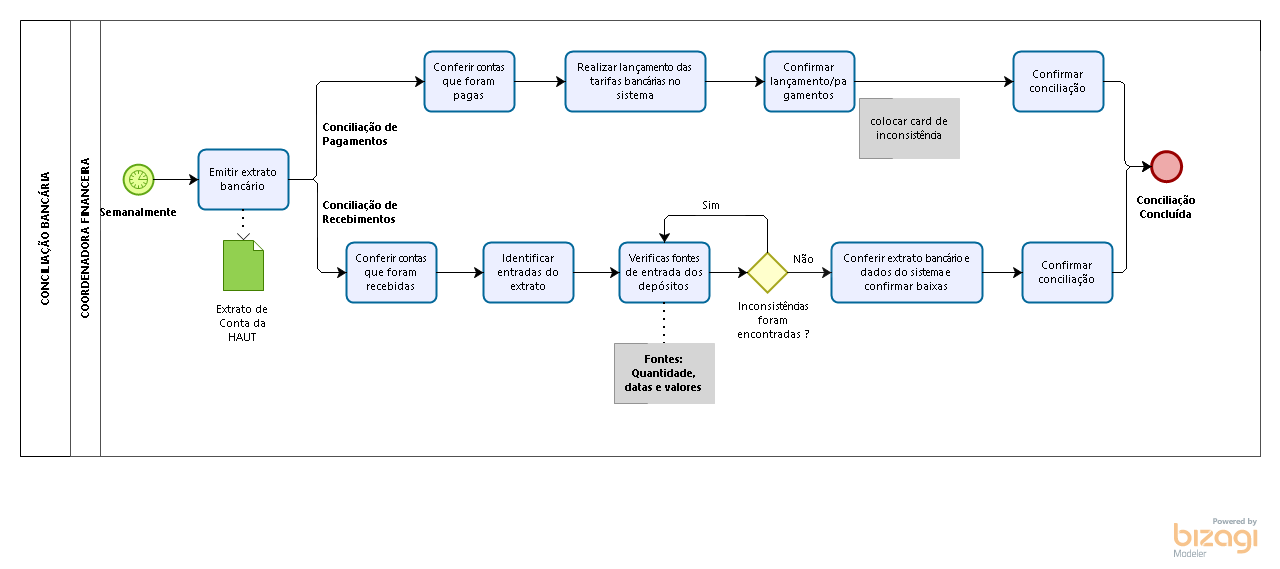 CONCILIAÇÃO BANCÁRIA
COORDENADORA FINANCEIRA
Semanalmente
Emitir extrato
bancário
Extrato de
Conta da
HAUT
Conciliação de
Pagamentos
Conferir contas
que foram
pagas
Realizar lançamento das
tarifas bancárias no
sistema
Confirmar
lançamento/pa
gamentos
colocar card de
inconsistência
Confirmar
conciliação
Conciliação de
Recebimentos
Conferir contas
que foram
recebidas
Identificar
entradas do
extrato
Verificas fontes
de entrada dos
depósitos
Fontes:
Quantidade,
datas e valores
Sim
Inconsistências
foram
encontradas ?
Não
Conferir extrato bancário e
dados do sistema e
confirmar baixas
Confirmar
conciliação
Conciliação
Concluída
Powered by
bizagi
Modeler